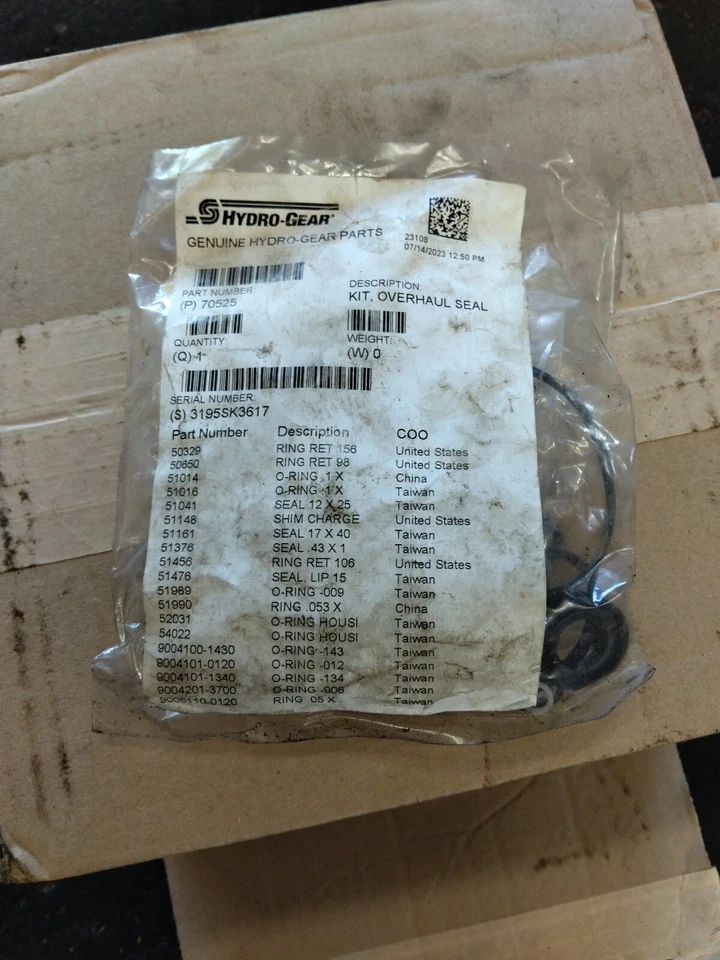 HYDRO-GEAR
GENUINE HYDRO-GEAR PARTS
23108
07/14/2023 12:50 PM
PART NUMBER:
(P) 70525
DESCRIPTION:
KIT, OVERHAUL SEAL
QUANTITY:
(Q) 1
WEIGHT:
(W) 0
SERIAL NUMBER:
(S) 3195SK3617
Part Number Description COO
50329 RING RET 156 United States
50650 RING RET 98 United States
51014 O-RING .1 X China
51016 O-RING .1 X Taiwan
51041 SEAL 12 X 25 Taiwan
51148 SHIM CHARGE United States
51161 SEAL 17 X 40 Taiwan
51376 SEAL .43 X 1 Taiwan
51456 RING RET 106 United States
51476 SEAL, LIP 15 Taiwan
51989 O-RING -009 Taiwan
51990 RING .053 X China
52031 O-RING HOUSI Taiwan
54022 O-RING HOUSI Taiwan
9004100-1430 O-RING -143 Taiwan
9004101-0120 O-RING -012 Taiwan
9004101-1340 O-RING -134 Taiwan
9004201-3700 O-RING -906 Taiwan
9008110-0120 RING .05 X Taiwan